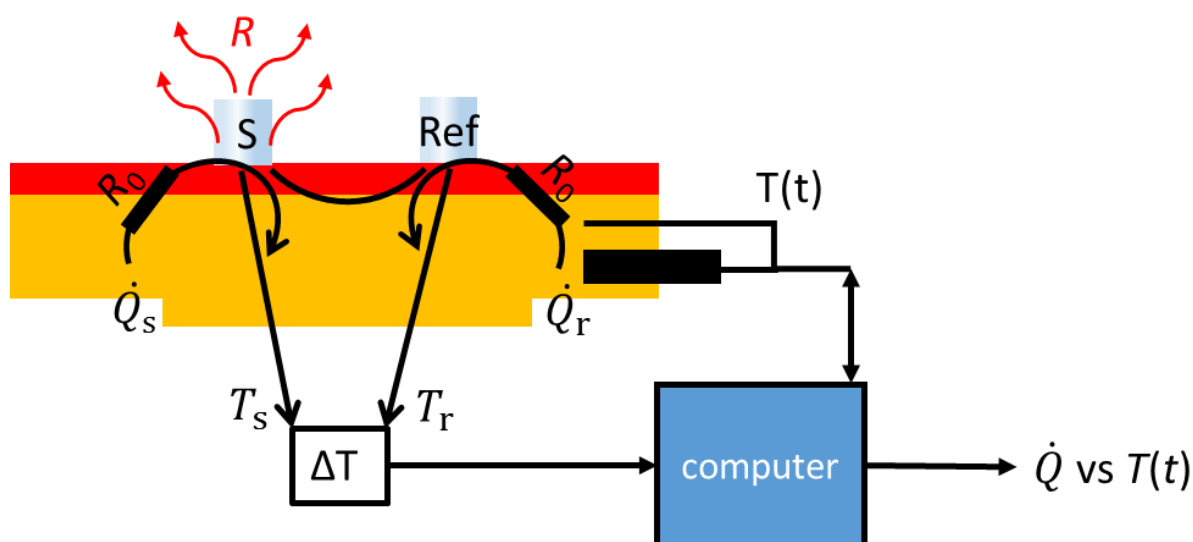 R
S
Ref
R₀
R₀
T(t)
Q̇ₛ
Q̇ᵣ
Tₛ
Tᵣ
ΔT
computer
Q̇ vs T(t)